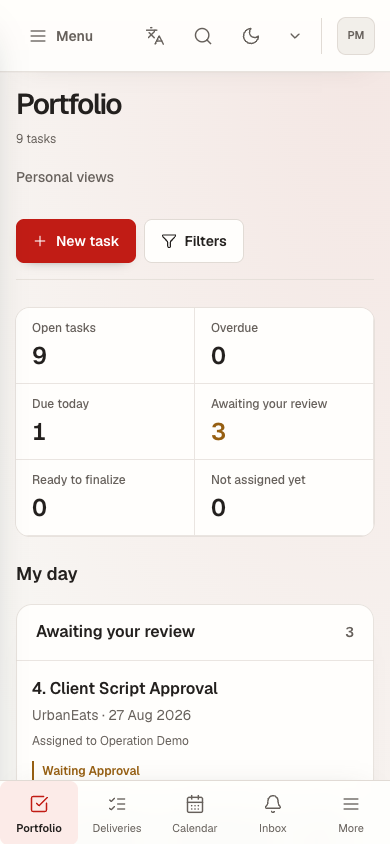 Menu
PM
Portfolio
9 tasks
Personal views
New task
Filters
Open tasks
Overdue
9
0
Due today
Awaiting your review
1
3
Ready to finalize
Not assigned yet
0
0
My day
Awaiting your review 3
4. Client Script Approval
UrbanEats · 27 Aug 2026
Assigned to Operation Demo
Waiting Approval
Portfolio
Deliveries
Calendar
Inbox
More